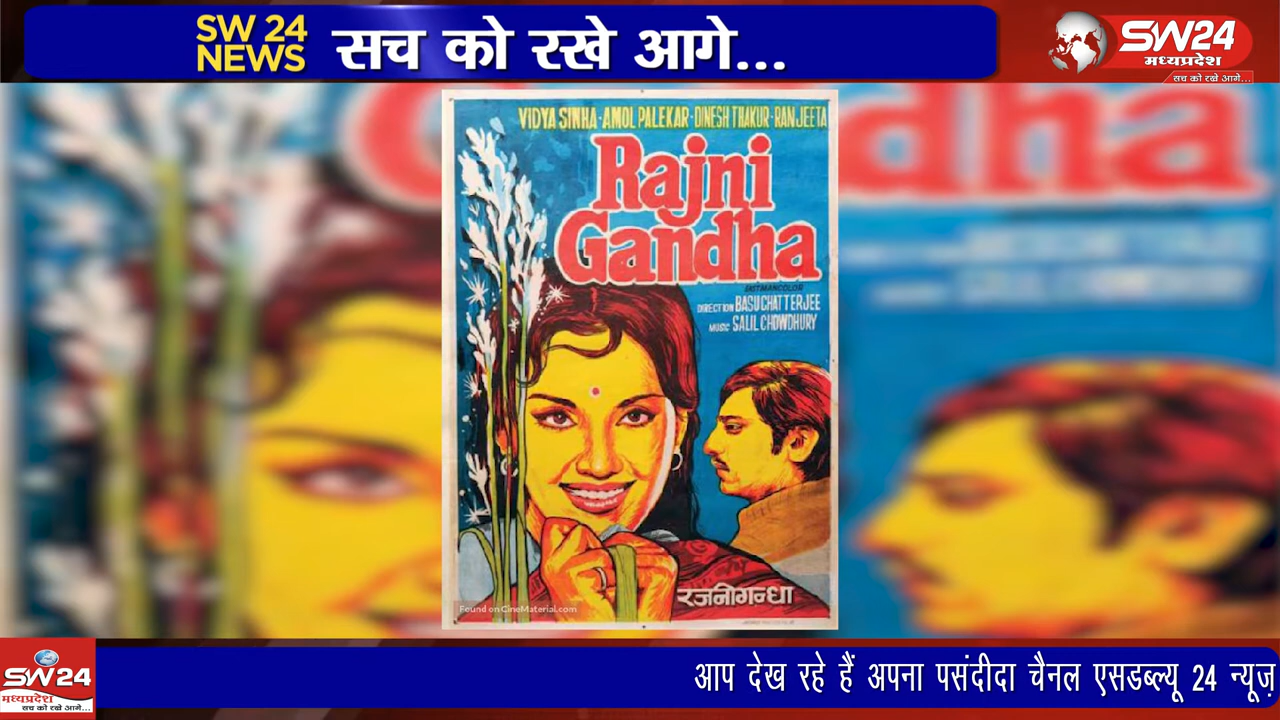 SW 24
NEWS
सच को रखे आगे...
SW24
मध्यप्रदेश
सच को रखे आगे...
VIDYA SINHA • AMOL PALEKAR • DINESH THAKUR • RANJEETA
Rajni
Gandha
EASTMANCOLOR
DIRECTION BASU CHATTERJEE
MUSIC SALIL CHOWDHURY
dha
रजनीगन्धा
Found on CineMaterial.com
SW24
मध्यप्रदेश
सच को रखे आगे...
आप देख रहे हैं अपना पसंदीदा चैनल एसडब्ल्यू 24 न्यूज़